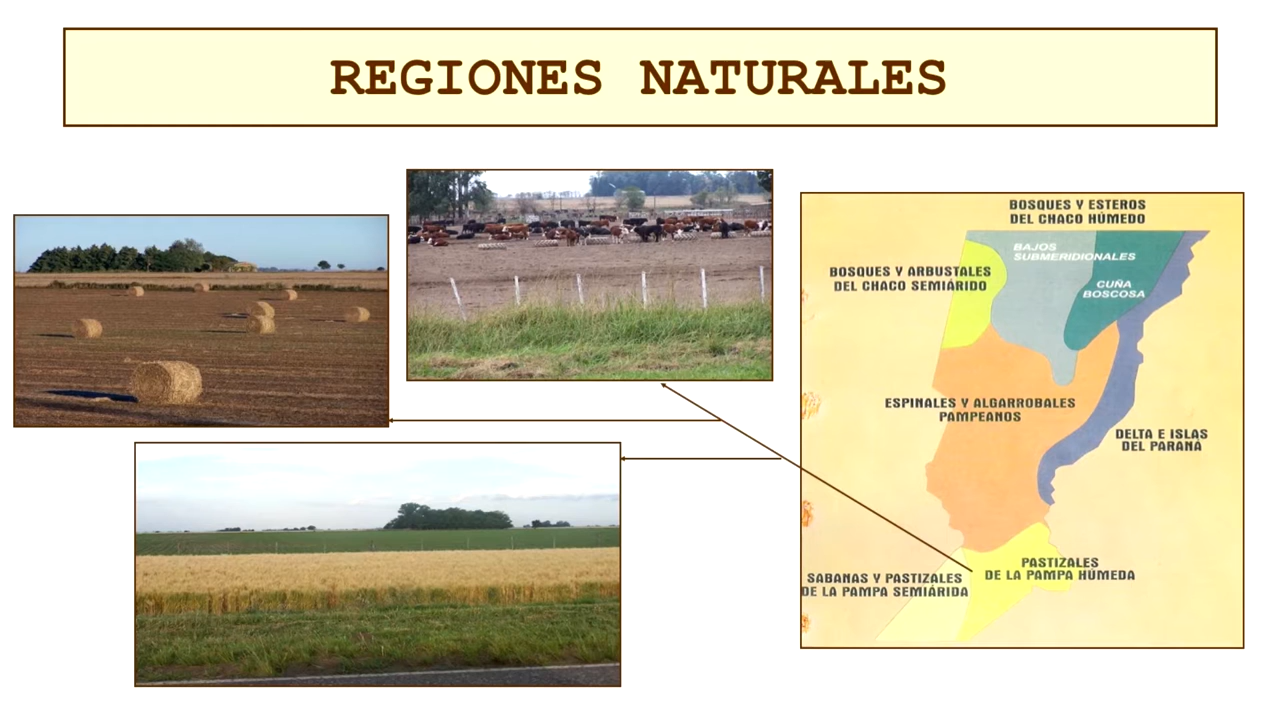 REGIONES NATURALES
BOSQUES Y ESTEROS
DEL CHACO HÚMEDO
BAJOS
SUBMERIDIONALES
BOSQUES Y ARBUSTALES
DEL CHACO SEMIÁRIDO
CUÑA
BOSCOSA
ESPINALES Y ALGARROBALES
PAMPEANOS
DELTA E ISLAS
DEL PARANÁ
PASTIZALES
DE LA PAMPA HÚMEDA
SABANAS Y PASTIZALES
DE LA PAMPA SEMIÁRIDA